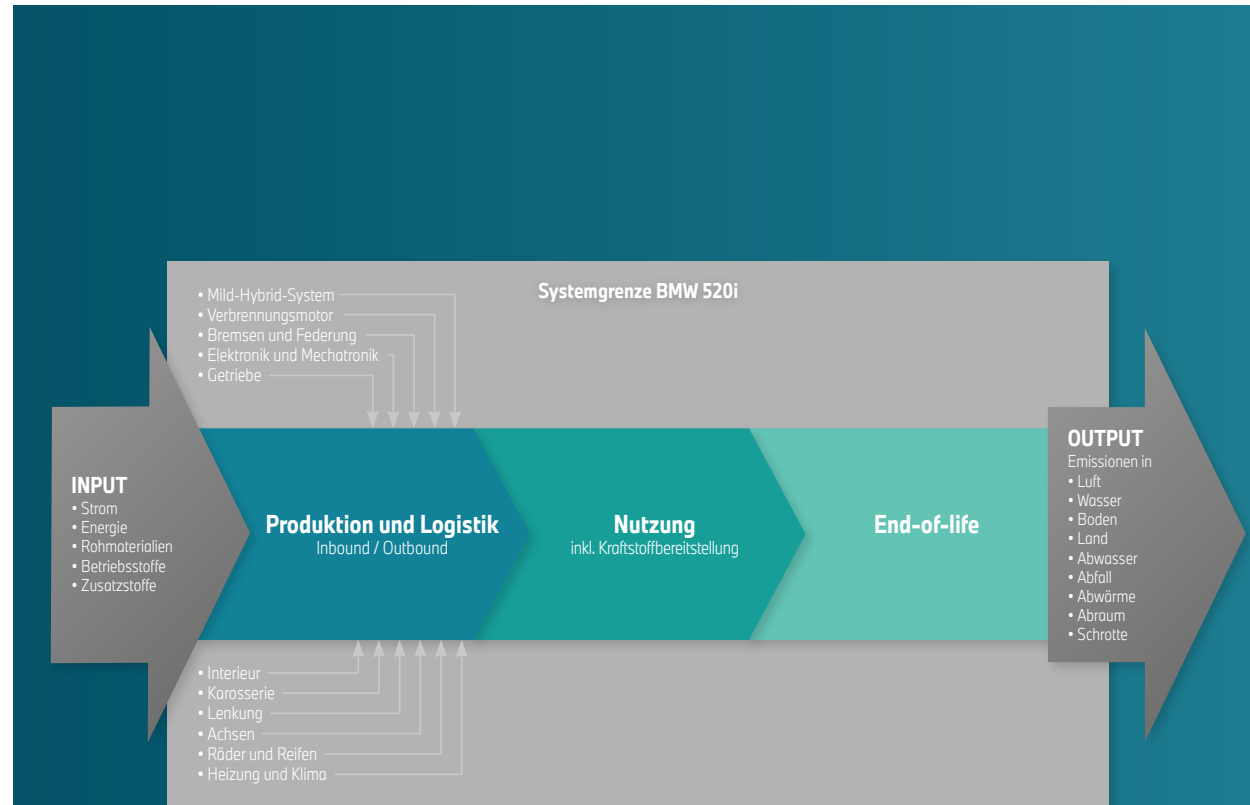 Systemgrenze BMW 520i
• Mild-Hybrid-System
• Verbrennungsmotor
• Bremsen und Federung
• Elektronik und Mechatronik
• Getriebe
INPUT
• Strom
• Energie
• Rohmaterialien
• Betriebsstoffe
• Zusatzstoffe
Produktion und Logistik
Inbound / Outbound
Nutzung
inkl. Kraftstoffbereitstellung
End-of-life
OUTPUT
Emissionen in
• Luft
• Wasser
• Boden
• Land
• Abwasser
• Abfall
• Abwärme
• Abraum
• Schrotte
• Interieur
• Karosserie
• Lenkung
• Achsen
• Räder und Reifen
• Heizung und Klima